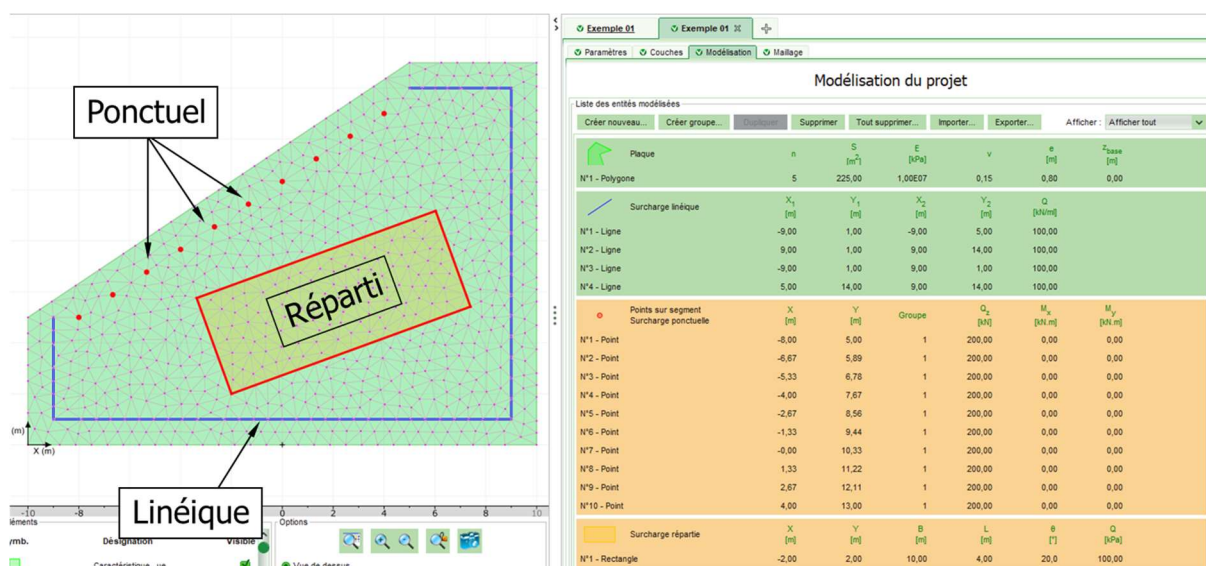 Ponctuel
Réparti
Linéique
(m)
X (m)
-10 -8 -4 -2 0 2 4 6 8 10
éléments
ymb. Désignation Visible
Options
Vue de dessus
Exemple 01
Exemple 01
Paramètres Couches Modélisation Maillage
Modélisation du projet
Liste des entités modélisées
Créer nouveau... Créer groupe... Dupliquer Supprimer Tout supprimer... Importer... Exporter... Afficher : Afficher tout
Plaque n S [m²] E [kPa] ν e [m] Zbase [m]
N°1 - Polygone 5 225,00 1,00E07 0,15 0,80 0,00
Surcharge linéique X1 [m] Y1 [m] X2 [m] Y2 [m] Q [kN/ml]
N°1 - Ligne -9,00 1,00 -9,00 5,00 100,00
N°2 - Ligne 9,00 1,00 9,00 14,00 100,00
N°3 - Ligne -9,00 1,00 9,00 1,00 100,00
N°4 - Ligne 5,00 14,00 9,00 14,00 100,00
Points sur segment
Surcharge ponctuelle X [m] Y [m] Groupe Qz [kN] Mx [kN.m] My [kN.m]
N°1 - Point -8,00 5,00 1 200,00 0,00 0,00
N°2 - Point -6,67 5,89 1 200,00 0,00 0,00
N°3 - Point -5,33 6,78 1 200,00 0,00 0,00
N°4 - Point -4,00 7,67 1 200,00 0,00 0,00
N°5 - Point -2,67 8,56 1 200,00 0,00 0,00
N°6 - Point -1,33 9,44 1 200,00 0,00 0,00
N°7 - Point -0,00 10,33 1 200,00 0,00 0,00
N°8 - Point 1,33 11,22 1 200,00 0,00 0,00
N°9 - Point 2,67 12,11 1 200,00 0,00 0,00
N°10 - Point 4,00 13,00 1 200,00 0,00 0,00
Surcharge répartie X [m] Y [m] B [m] L [m] θ [°] Q [kPa]
N°1 - Rectangle -2,00 2,00 10,00 4,00 20,0 100,00